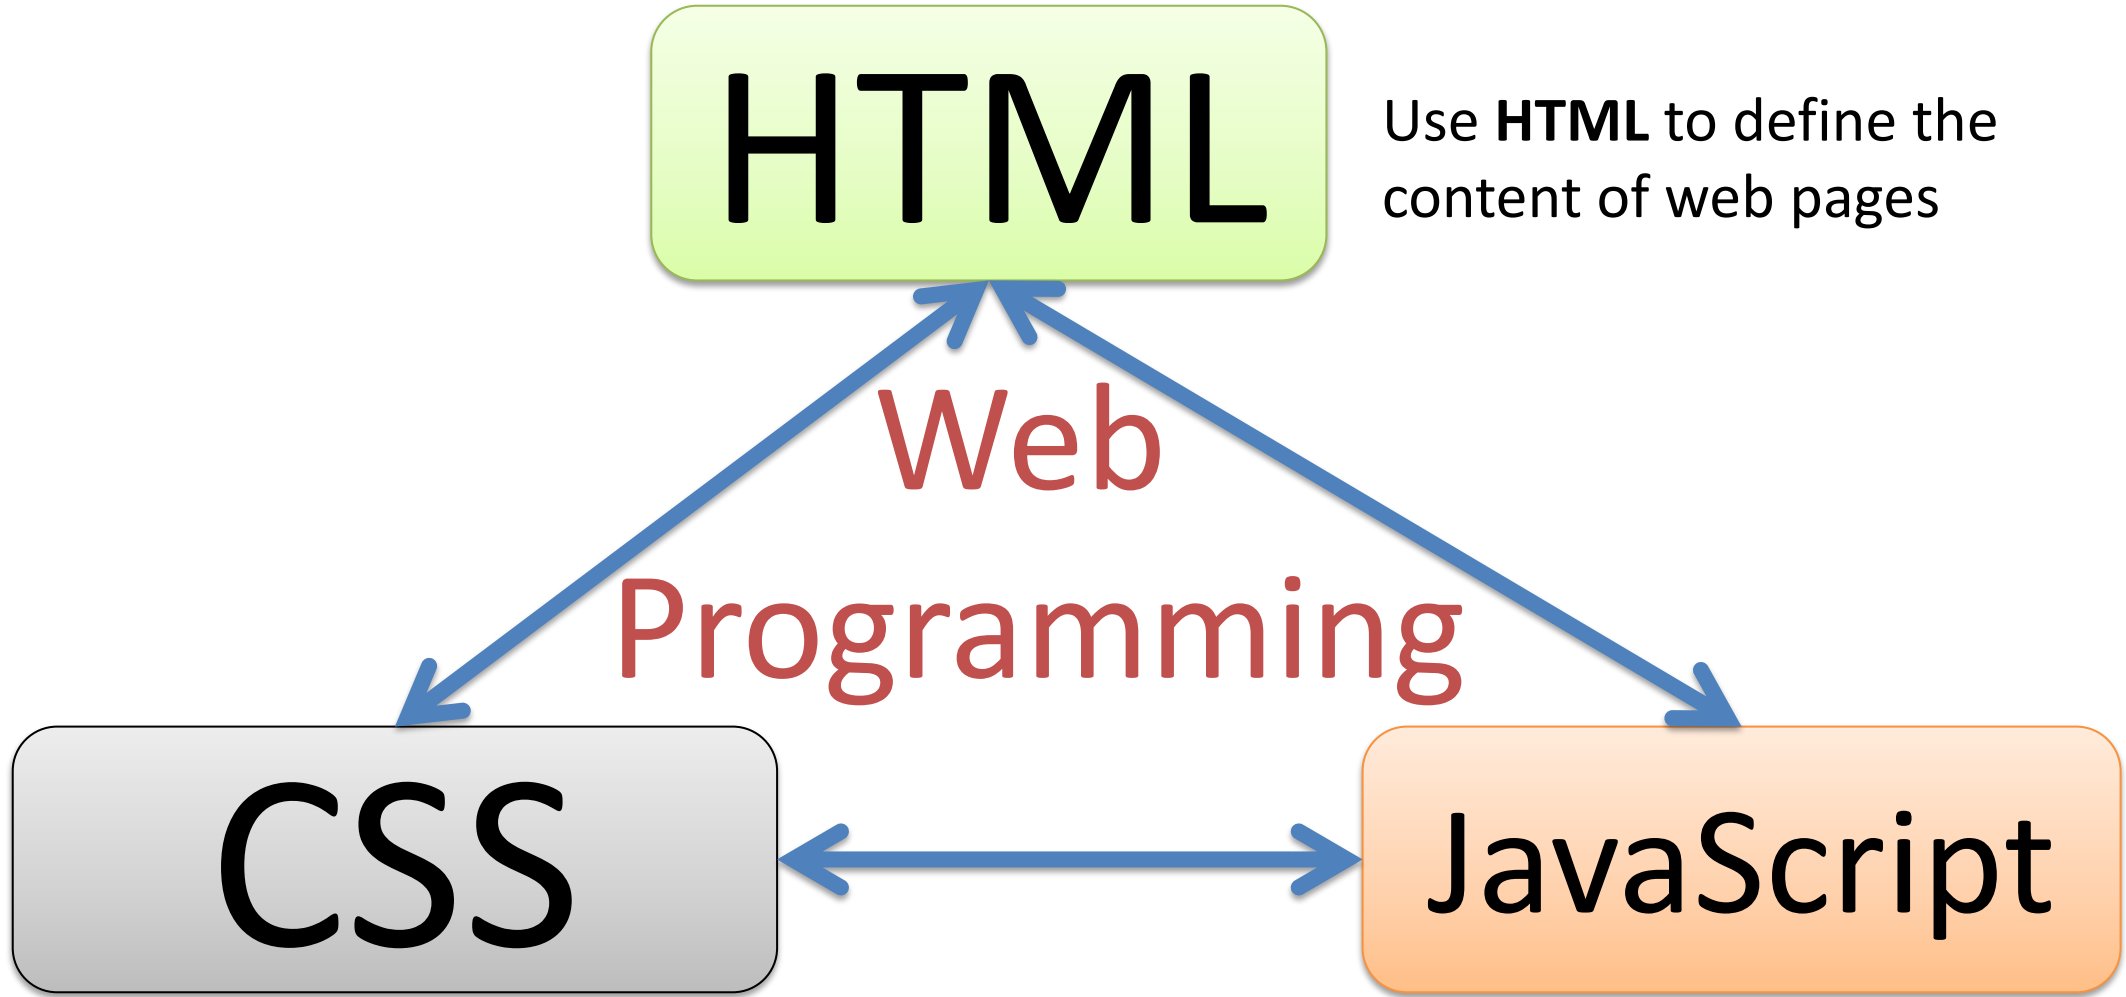 HTML
Use HTML to define the
content of web pages
Web
Programming
CSS
JavaScript